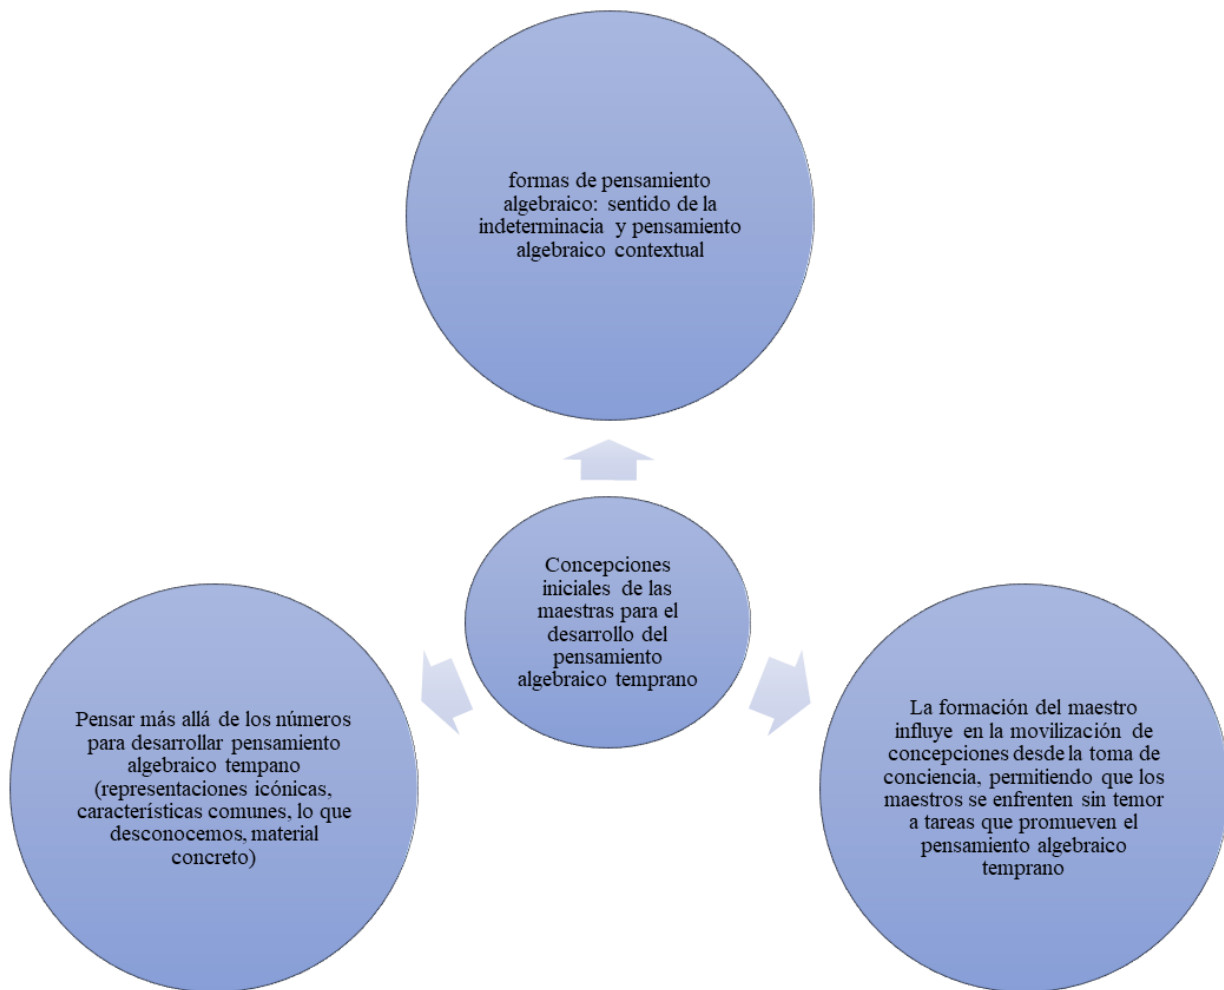 formas de pensamiento
algebraico: sentido de la
indeterminacia y pensamiento
algebraico contextual
Concepciones
iniciales de las
maestras para el
desarrollo del
pensamiento
algebraico temprano
Pensar más allá de los números
para desarrollar pensamiento
algebraico tempano
(representaciones icónicas,
características comunes, lo que
desconocemos, material
concreto)
La formación del maestro
influye en la movilización de
concepciones desde la toma de
conciencia, permitiendo que los
maestros se enfrenten sin temor
a tareas que promueven el
pensamiento algebraico
temprano